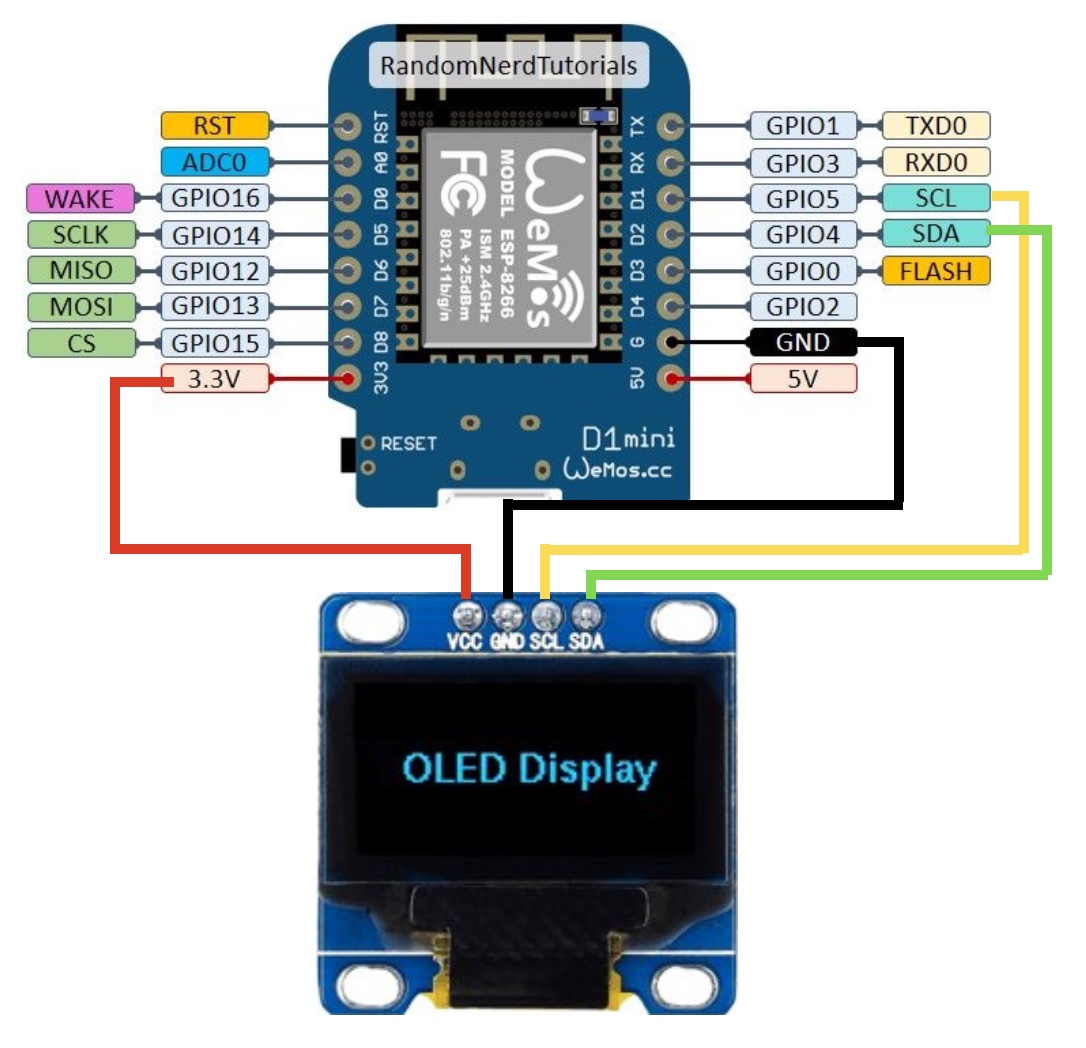 RandomNerdTutorials
RST
ADC0
WAKE GPIO16
SCLK GPIO14
MISO GPIO12
MOSI GPIO13
CS GPIO15
3.3V
RST
A0
D0
D5
D6
D7
D8
3V3
WeMos
MODEL ESP-8266
ISM 2.4GHz
PA +25dBm
802.11b/g/n
FC
TX
RX
D1
D2
D3
D4
G
5V
GPIO1 TXD0
GPIO3 RXD0
GPIO5 SCL
GPIO4 SDA
GPIO0 FLASH
GPIO2
GND
5V
RESET
D1mini
WeMos.cc
VCC GND SCL SDA
OLED Display